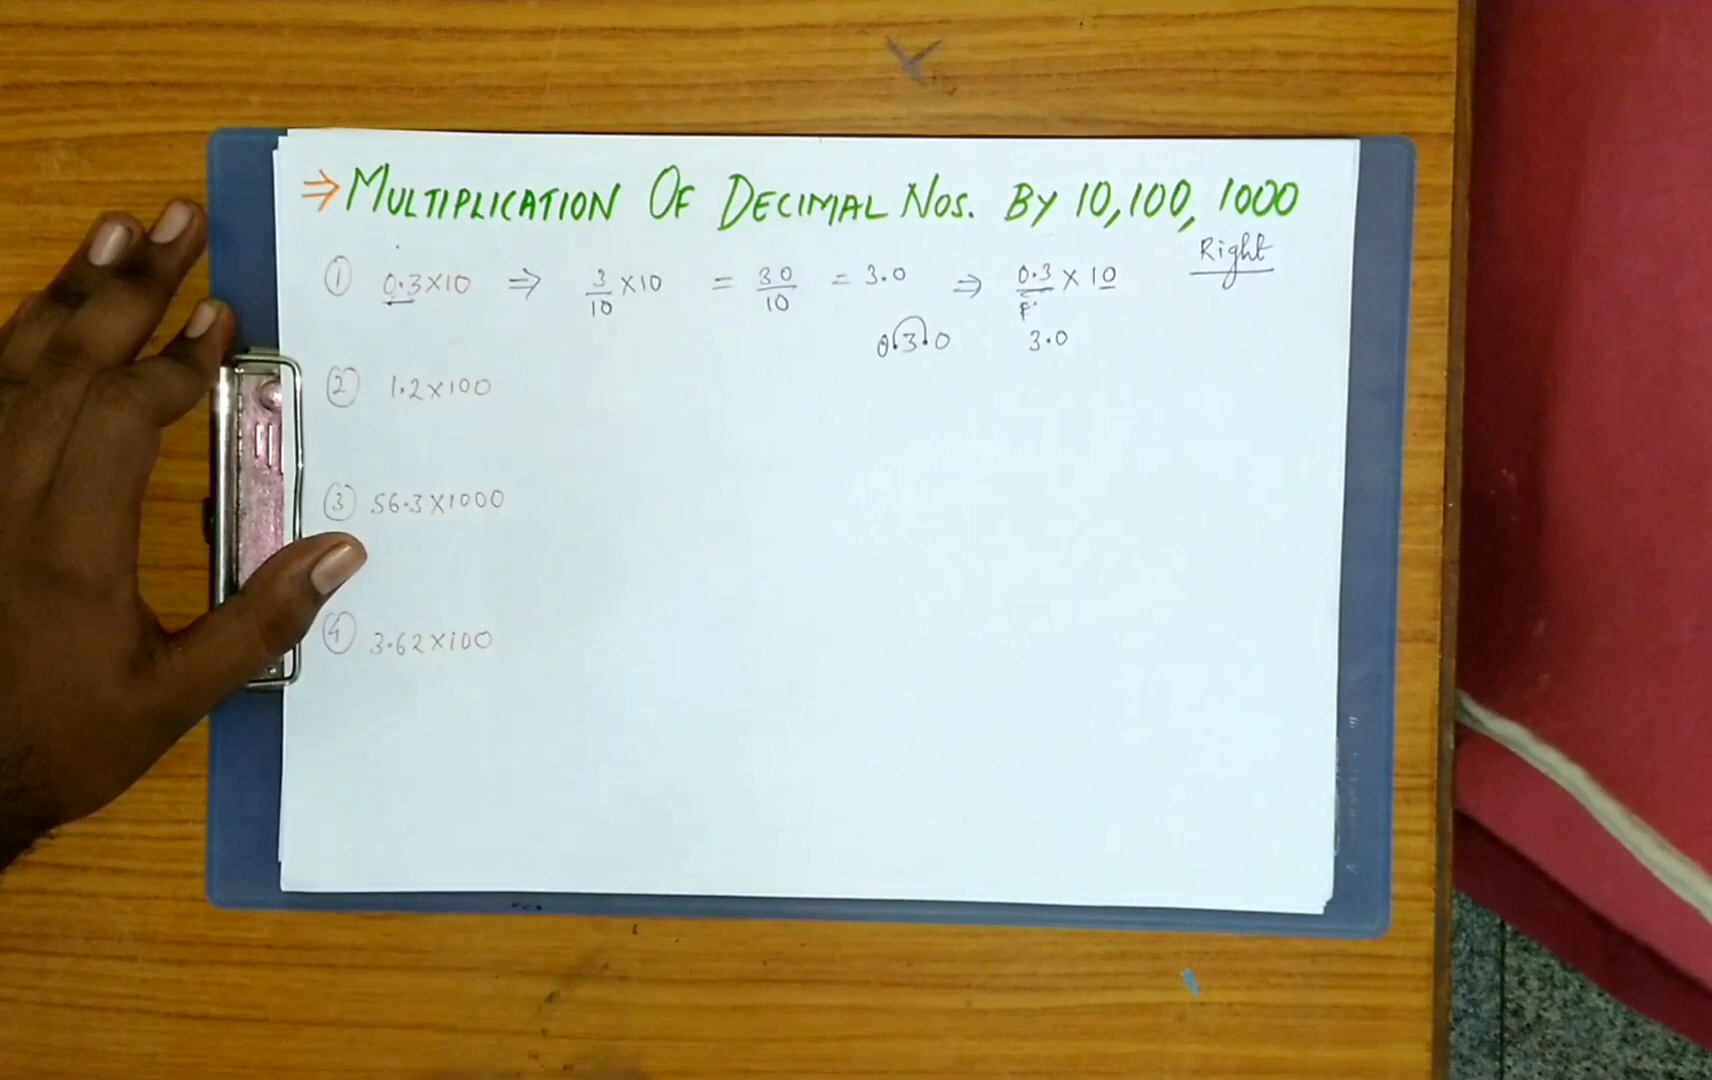 ⇒ MULTIPLICATION OF DECIMAL NOS. BY 10,100, 1000
Right
① 0.3×10 ⇒ 3/10 ×10 = 30/10 = 3.0 ⇒ 0.3 × 10
0.3.0 3.0
② 1.2×100
③ 56.3×1000
④ 3.62×100